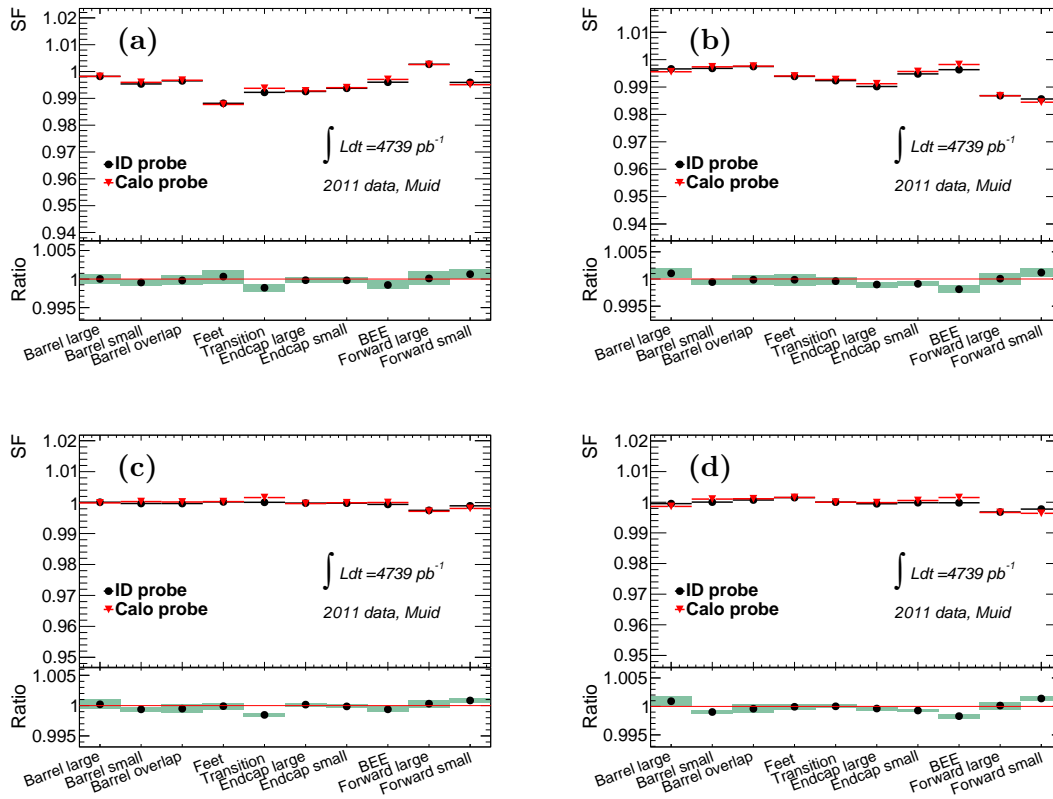 SF
1.02
1.01
1
0.99
0.98
0.97
0.96
0.95
0.94
(a)
∫ Ldt =4739 pb⁻¹
ID probe
Calo probe
2011 data, Muid
Ratio
1.005
1
0.995
Barrel large
Barrel small
Barrel overlap
Feet
Transition
Endcap large
Endcap small
BEE
Forward large
Forward small
SF
1.01
1
0.99
0.98
0.97
0.96
0.95
0.94
(b)
∫ Ldt =4739 pb⁻¹
ID probe
Calo probe
2011 data, Muid
Ratio
1.005
1
0.995
Barrel large
Barrel small
Barrel overlap
Feet
Transition
Endcap large
Endcap small
BEE
Forward large
Forward small
SF
1.02
1.01
1
0.99
0.98
0.97
0.96
0.95
(c)
∫ Ldt =4739 pb⁻¹
ID probe
Calo probe
2011 data, Muid
Ratio
1.005
1
0.995
Barrel large
Barrel small
Barrel overlap
Feet
Transition
Endcap large
Endcap small
BEE
Forward large
Forward small
SF
1.02
1.01
1
0.99
0.98
0.97
0.96
0.95
(d)
∫ Ldt =4739 pb⁻¹
ID probe
Calo probe
2011 data, Muid
Ratio
1.005
1
0.995
Barrel large
Barrel small
Barrel overlap
Feet
Transition
Endcap large
Endcap small
BEE
Forward large
Forward small